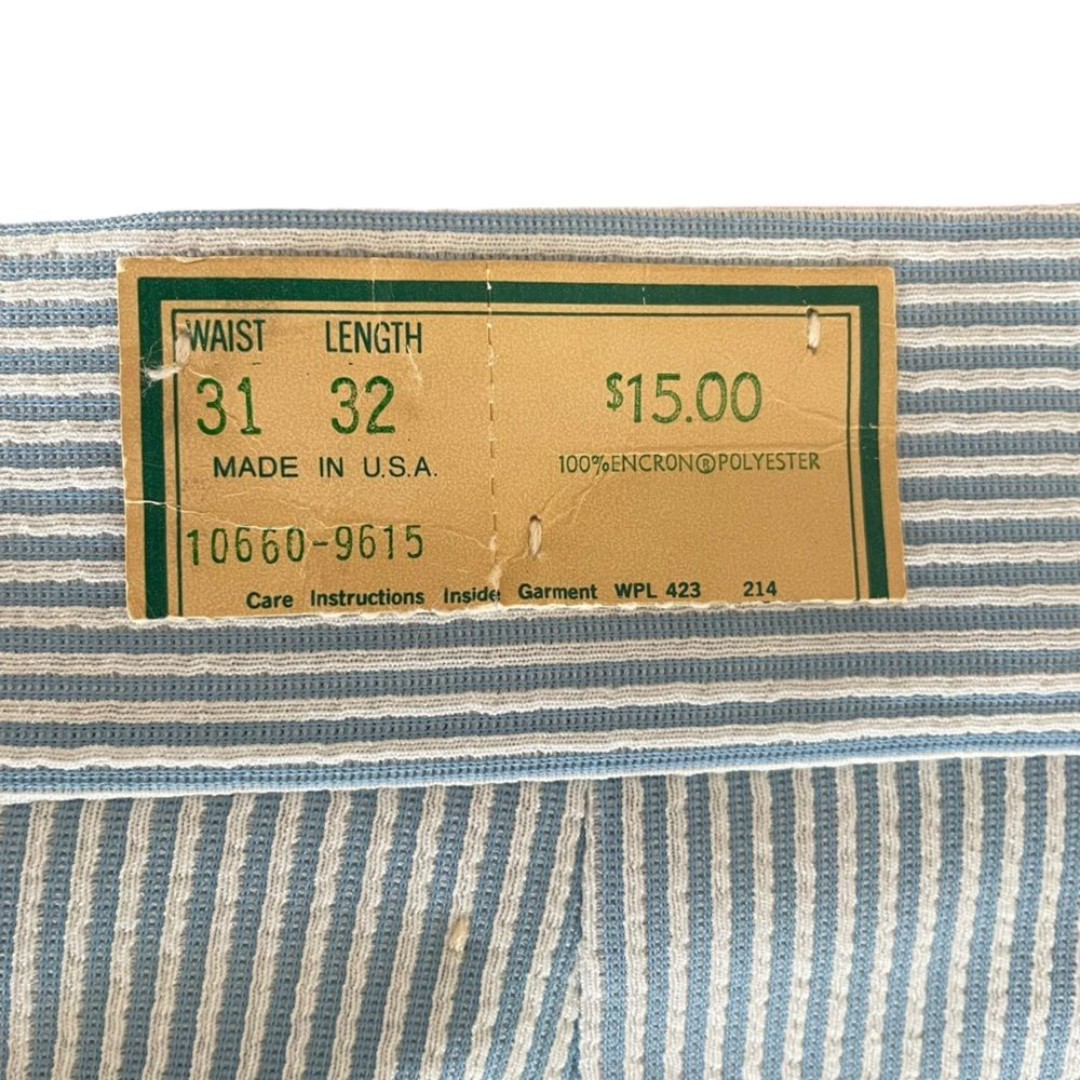 WAIST LENGTH
31 32
MADE IN U.S.A.
10660-9615
$15.00
100%ENCRON®POLYESTER
Care Instructions Inside Garment WPL 423 214